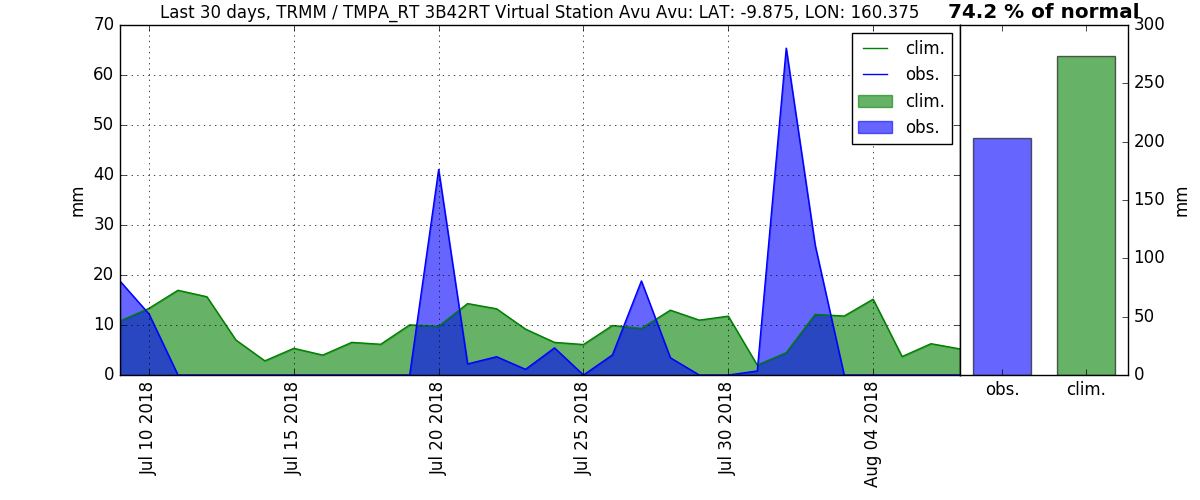 Last 30 days, TRMM / TMPA_RT 3B42RT Virtual Station Avu Avu: LAT: -9.875, LON: 160.375
74.2 % of normal
clim.
obs.
clim.
obs.
70
60
50
40
30
20
10
0
mm
Jul 10 2018
Jul 15 2018
Jul 20 2018
Jul 25 2018
Jul 30 2018
Aug 04 2018
300
250
200
150
100
50
0
mm
obs.
clim.